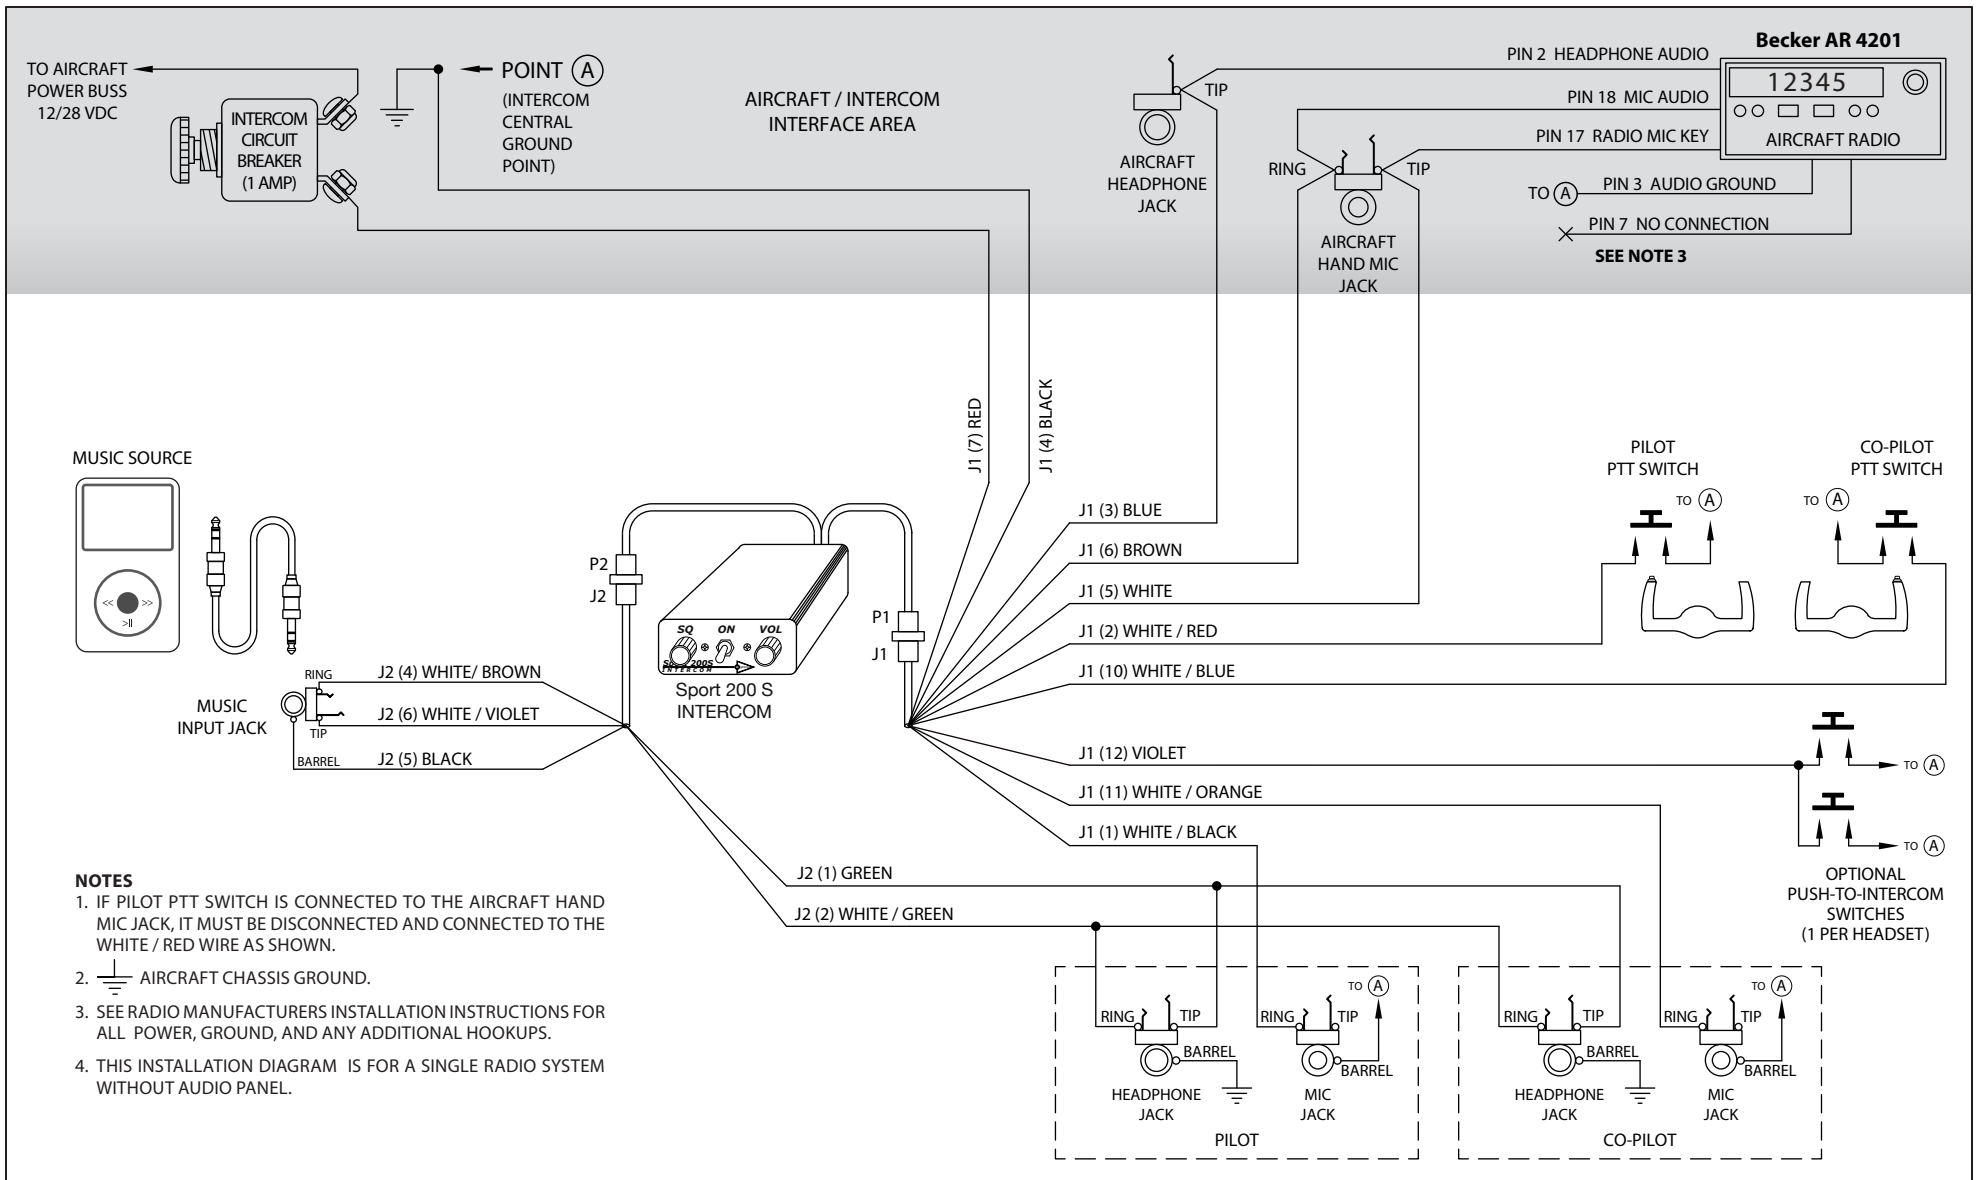 TO AIRCRAFT
POWER BUSS
12/28 VDC
INTERCOM
CIRCUIT
BREAKER
(1 AMP)
POINT A
(INTERCOM
CENTRAL
GROUND
POINT)
AIRCRAFT / INTERCOM
INTERFACE AREA
TIP
AIRCRAFT
HEADPHONE
JACK
RING
TIP
AIRCRAFT
HAND MIC
JACK
PIN 2 HEADPHONE AUDIO
PIN 18 MIC AUDIO
PIN 17 RADIO MIC KEY
TO A
PIN 3 AUDIO GROUND
PIN 7 NO CONNECTION
SEE NOTE 3
Becker AR 4201
12345
AIRCRAFT RADIO
J1 (7) RED
J1 (4) BLACK
MUSIC SOURCE
<<
>>
>||
P2
J2
P1
J1
SQ
ON
VOL
INTERCOM
Sport 200 S
INTERCOM
J1 (3) BLUE
J1 (6) BROWN
J1 (5) WHITE
J1 (2) WHITE / RED
J1 (10) WHITE / BLUE
J1 (12) VIOLET
J1 (11) WHITE / ORANGE
J1 (1) WHITE / BLACK
PILOT
PTT SWITCH
TO A
CO-PILOT
PTT SWITCH
TO A
TO A
TO A
OPTIONAL
PUSH-TO-INTERCOM
SWITCHES
(1 PER HEADSET)
MUSIC
INPUT JACK
RING
TIP
BARREL
J2 (4) WHITE/ BROWN
J2 (6) WHITE / VIOLET
J2 (5) BLACK
J2 (1) GREEN
J2 (2) WHITE / GREEN
NOTES
1. IF PILOT PTT SWITCH IS CONNECTED TO THE AIRCRAFT HAND
MIC JACK, IT MUST BE DISCONNECTED AND CONNECTED TO THE
WHITE / RED WIRE AS SHOWN.
2. AIRCRAFT CHASSIS GROUND.
3. SEE RADIO MANUFACTURERS INSTALLATION INSTRUCTIONS FOR
ALL POWER, GROUND, AND ANY ADDITIONAL HOOKUPS.
4. THIS INSTALLATION DIAGRAM IS FOR A SINGLE RADIO SYSTEM
WITHOUT AUDIO PANEL.
RING
TIP
BARREL
HEADPHONE
JACK
TO A
RING
TIP
BARREL
MIC
JACK
PILOT
RING
TIP
BARREL
HEADPHONE
JACK
TO A
RING
TIP
BARREL
MIC
JACK
CO-PILOT